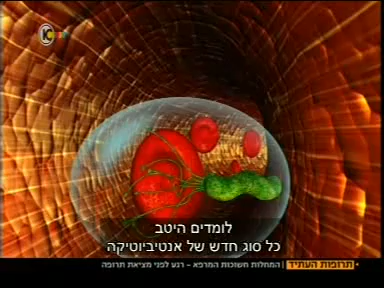 לומדים היטב
כל סוג חדש של אנטיביוטיקה
תרופות העתיד | המחלות חשוכות המרפא - רגע לפני מציאת תרופה